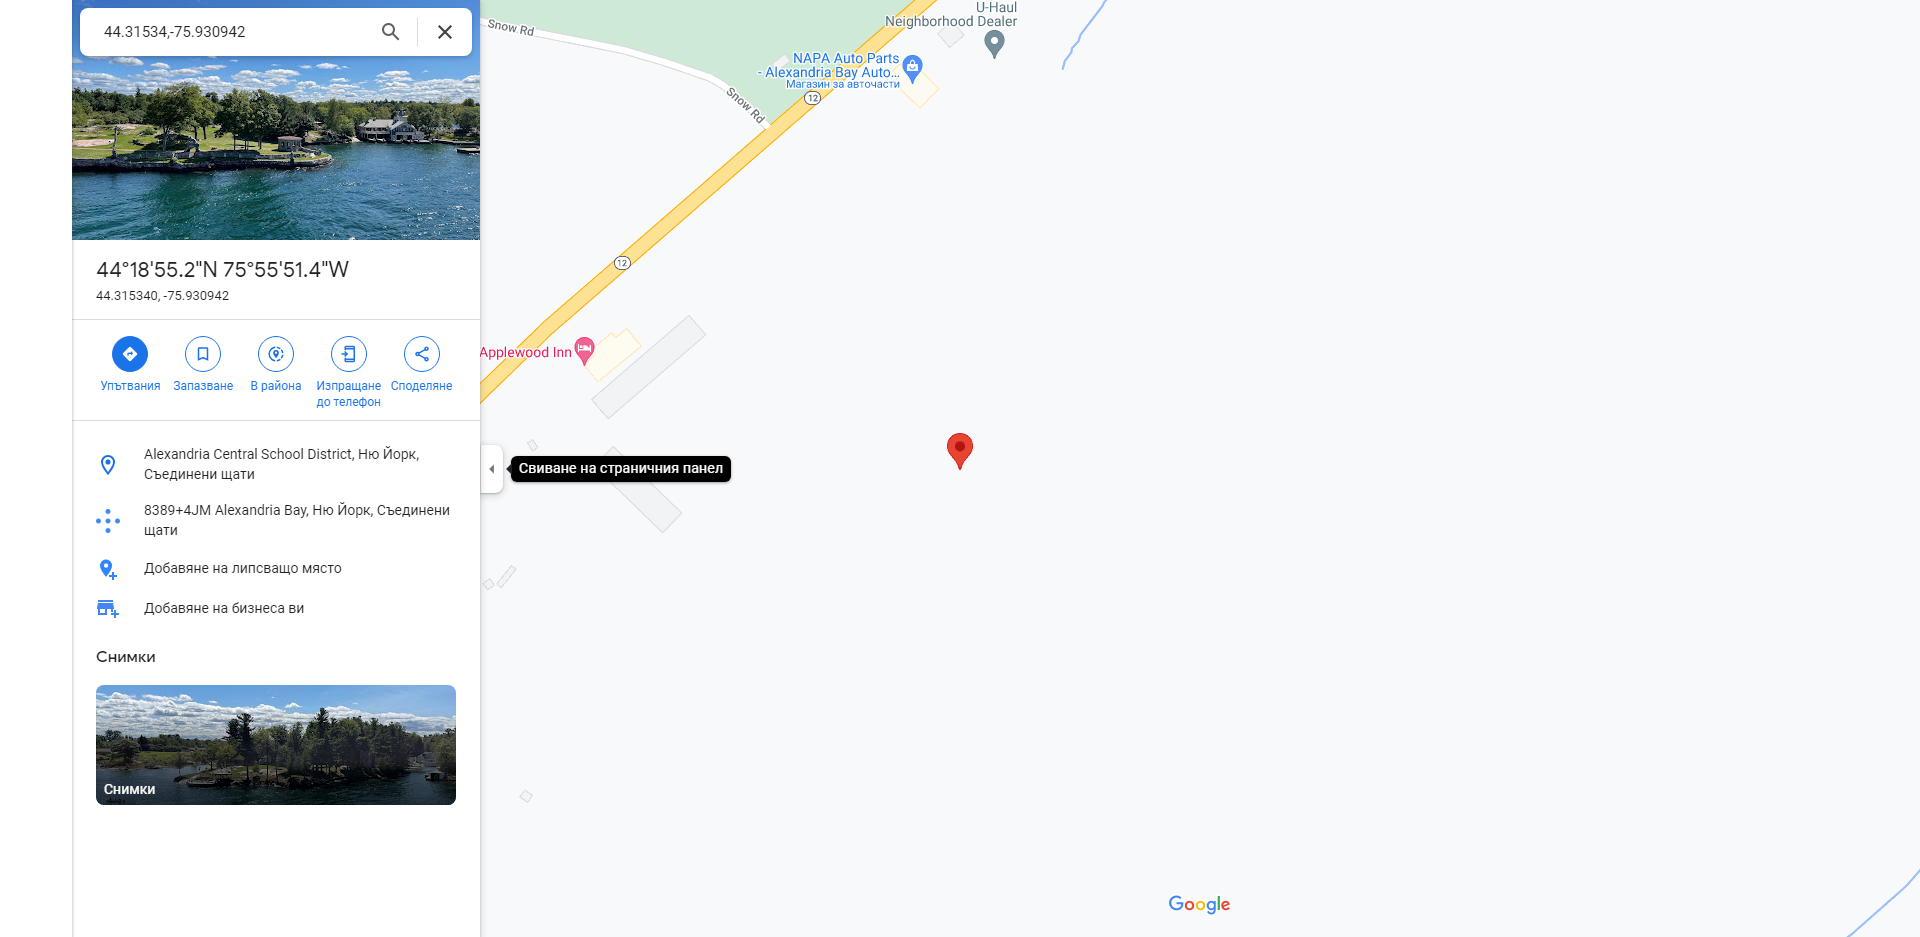 44.31534,-75.930942
44°18'55.2"N 75°55'51.4"W
44.315340, -75.930942
Упътвания
Запазване
В района
Изпращане
до телефон
Споделяне
Alexandria Central School District, Ню Йорк,
Съединени щати
8389+4JM Alexandria Bay, Ню Йорк, Съединени
щати
Добавяне на липсващо място
Добавяне на бизнеса ви
Снимки
Снимки
Snow Rd
U-Haul
Neighborhood Dealer
NAPA Auto Parts
- Alexandria Bay Auto...
Магазин за авточасти
12
Snow Rd
12
Applewood Inn
Свиване на страничния панел
Google